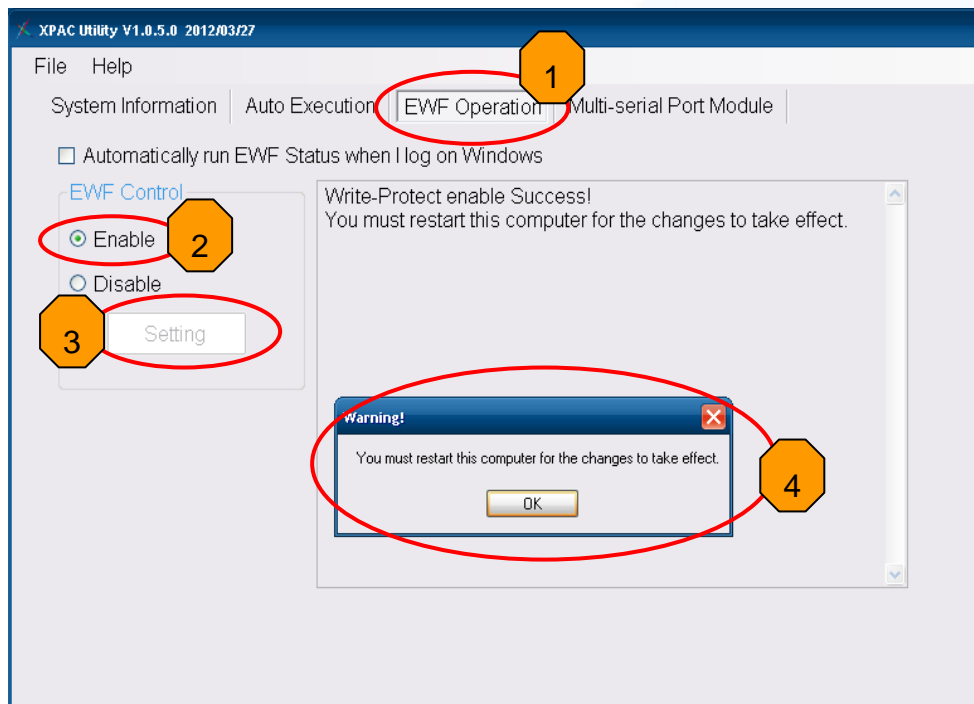 XPAC Utility V1.0.5.0 2012/03/27
File Help
1
System Information Auto Execution EWF Operation Multi-serial Port Module
Automatically run EWF Status when I log on Windows
EWF Control
Write-Protect enable Success!
You must restart this computer for the changes to take effect.
Enable
2
Disable
3
Setting
Warning!
You must restart this computer for the changes to take effect.
4
OK